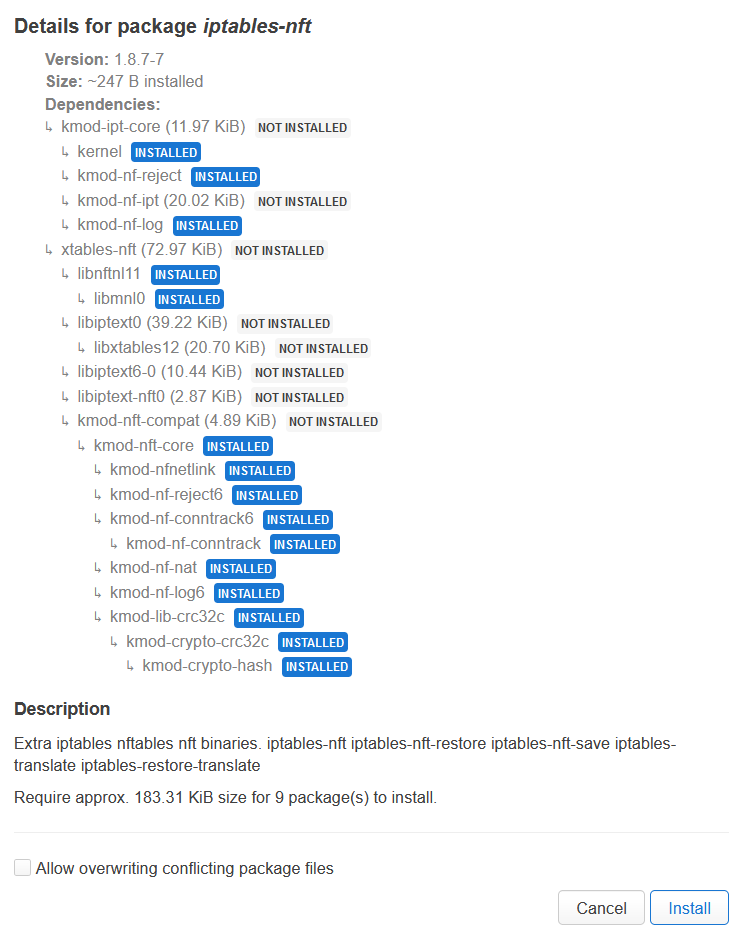 Details for package iptables-nft
Version: 1.8.7-7
Size: ~247 B installed
Dependencies:
↳ kmod-ipt-core (11.97 KiB) NOT INSTALLED
↳ kernel INSTALLED
↳ kmod-nf-reject INSTALLED
↳ kmod-nf-ipt (20.02 KiB) NOT INSTALLED
↳ kmod-nf-log INSTALLED
↳ xtables-nft (72.97 KiB) NOT INSTALLED
↳ libnftnl11 INSTALLED
↳ libmnl0 INSTALLED
↳ libiptext0 (39.22 KiB) NOT INSTALLED
↳ libxtables12 (20.70 KiB) NOT INSTALLED
↳ libiptext6-0 (10.44 KiB) NOT INSTALLED
↳ libiptext-nft0 (2.87 KiB) NOT INSTALLED
↳ kmod-nft-compat (4.89 KiB) NOT INSTALLED
↳ kmod-nft-core INSTALLED
↳ kmod-nfnetlink INSTALLED
↳ kmod-nf-reject6 INSTALLED
↳ kmod-nf-conntrack6 INSTALLED
↳ kmod-nf-conntrack INSTALLED
↳ kmod-nf-nat INSTALLED
↳ kmod-nf-log6 INSTALLED
↳ kmod-lib-crc32c INSTALLED
↳ kmod-crypto-crc32c INSTALLED
↳ kmod-crypto-hash INSTALLED
Description
Extra iptables nftables nft binaries. iptables-nft iptables-nft-restore iptables-nft-save iptables-
translate iptables-restore-translate
Require approx. 183.31 KiB size for 9 package(s) to install.
Allow overwriting conflicting package files
Cancel Install